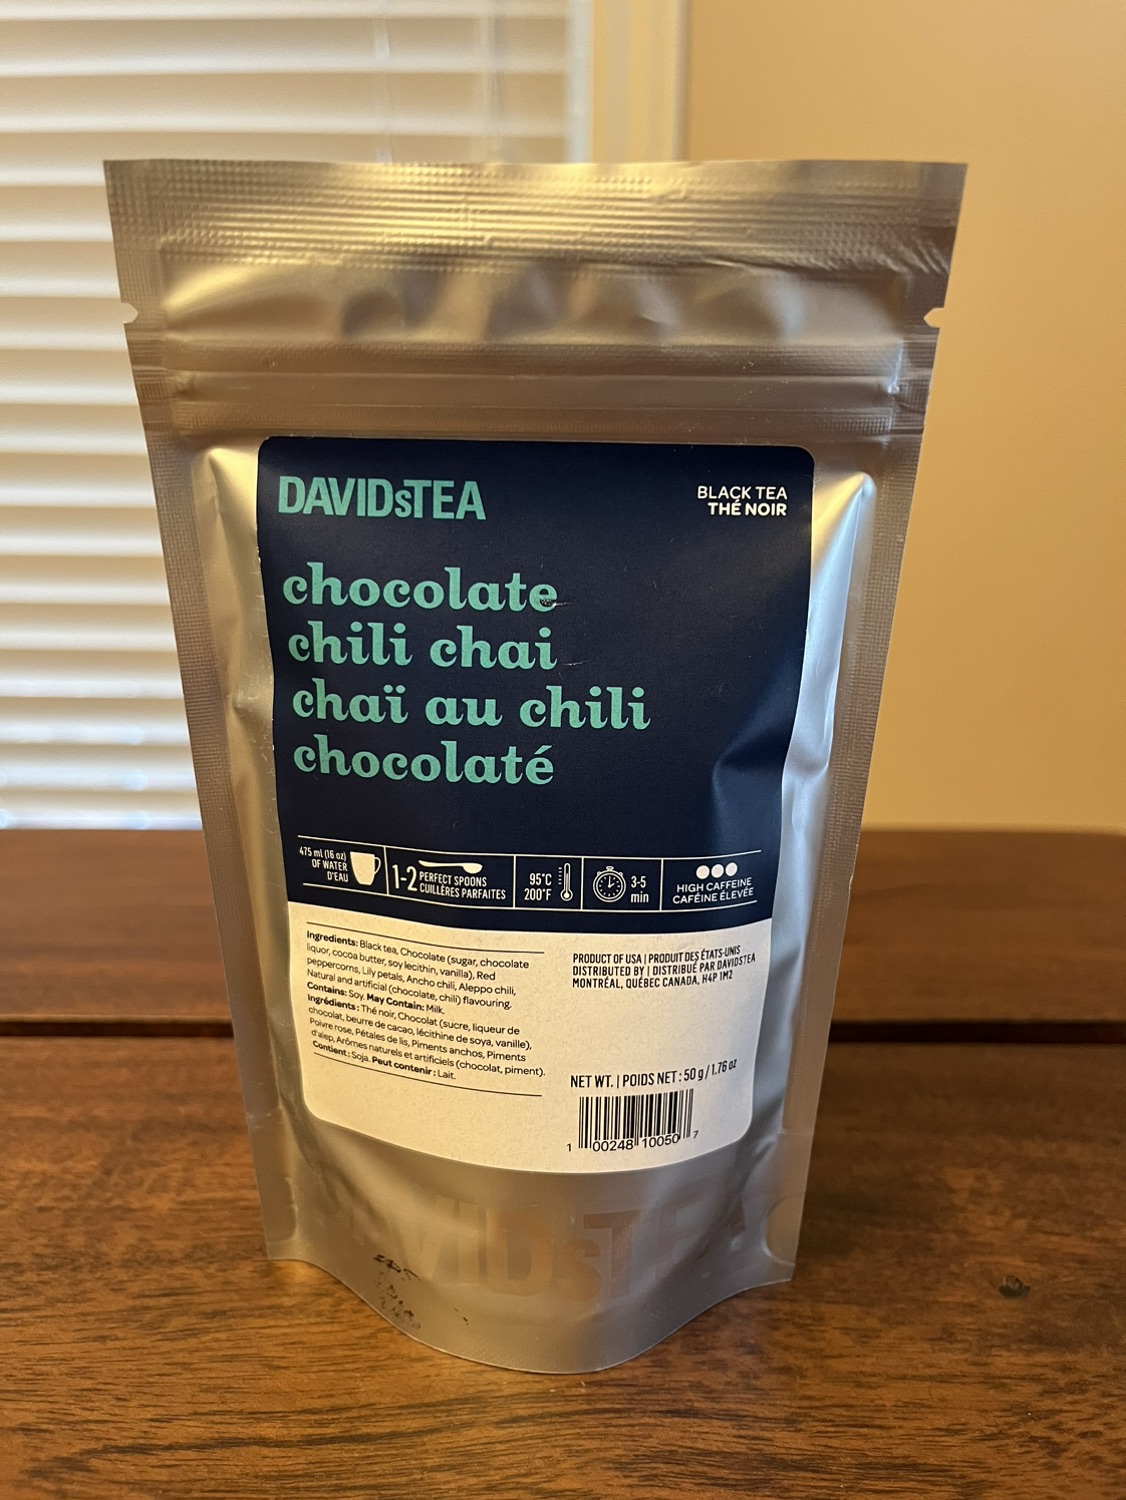 DAVIDsTEA
BLACK TEA
THÉ NOIR
chocolate
chili chai
chaï au chili
chocolaté
475 ml (16 oz)
OF WATER
D'EAU
1-2 PERFECT SPOONS
CUILLÈRES PARFAITES
95°C
200°F
3-5
min
HIGH CAFFEINE
CAFÉINE ÉLEVÉE
Ingredients: Black tea, Chocolate (sugar, chocolate
liquor, cocoa butter, soy lecithin, vanilla), Red
peppercorns, Lily petals, Ancho chili, Aleppo chili,
Natural and artificial (chocolate, chili) flavouring.
Contains: Soy. May Contain: Milk.
Ingrédients : Thé noir, Chocolat (sucre, liqueur de
chocolat, beurre de cacao, lécithine de soya, vanille),
Poivre rose, Pétales de lis, Piments anchos, Piments
d'alep, Arômes naturels et artificiels (chocolat, piment).
Contient : Soja. Peut contenir : Lait.
PRODUCT OF USA | PRODUIT DES ÉTATS-UNIS
DISTRIBUTED BY | DISTRIBUÉ PAR DAVIDSTEA
MONTRÉAL, QUÉBEC CANADA, H4P 1M2
NET WT. | POIDS NET : 50 g / 1.76 oz
1 00248 10050 7
DAVIDsTEA